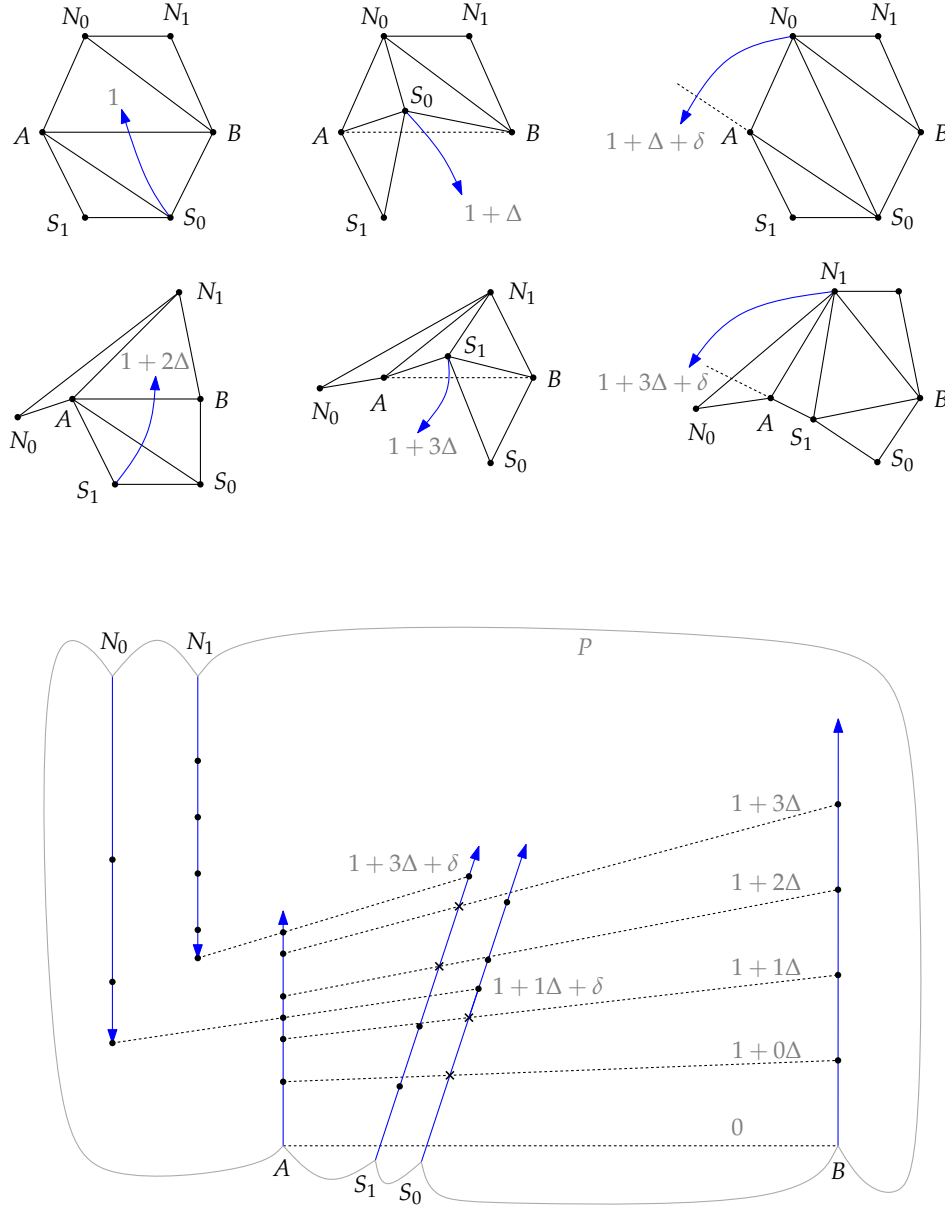 N₀ N₁ N₀ N₁ N₀ N₁
1 S₀
A B A B A B
1 + Δ + δ
S₁ S₀ S₁ 1 + Δ S₁ S₀
N₁ N₁ N₁
1 + 2Δ S₁ 1 + 3Δ + δ
A B A B A B
N₀ 1 + 3Δ N₀ S₁
S₁ S₀ S₀ S₀
N₀ N₁ P
1 + 3Δ
1 + 3Δ + δ
1 + 2Δ
1 + 1Δ + δ 1 + 1Δ
1 + 0Δ
0
A S₁ S₀ B